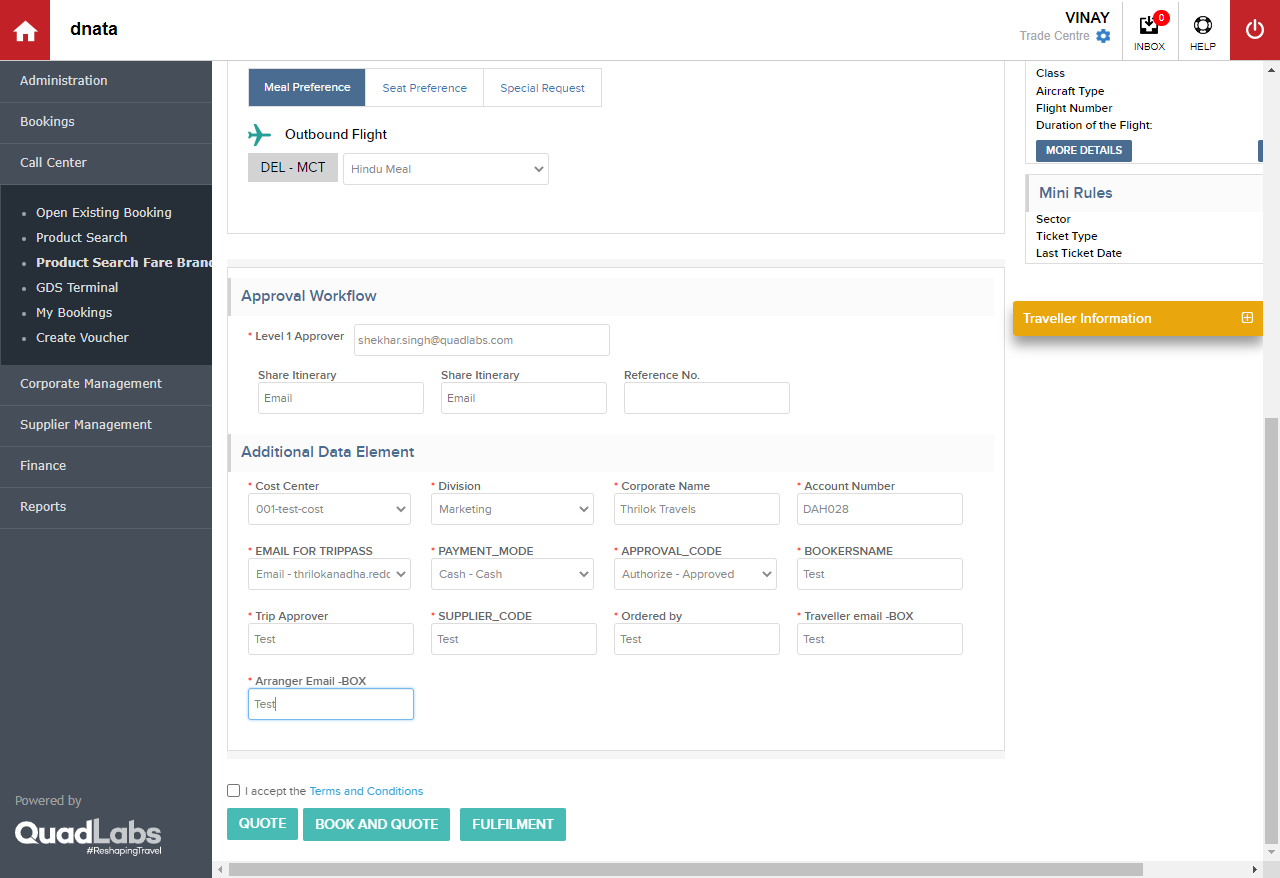 dnata
VINAY
Trade Centre
0
INBOX
HELP
Administration
Bookings
Call Center
Open Existing Booking
Product Search
Product Search Fare Bran
GDS Terminal
My Bookings
Create Voucher
Corporate Management
Supplier Management
Finance
Reports
Powered by
QuadLabs
#ReshapingTravel
Meal Preference
Seat Preference
Special Request
Outbound Flight
DEL - MCT
Hindu Meal
Approval Workflow
* Level 1 Approver
shekhar.singh@quadlabs.com
Share Itinerary
Share Itinerary
Reference No.
Email
Email
Additional Data Element
* Cost Center
* Division
* Corporate Name
* Account Number
001-test-cost
Marketing
Thrilok Travels
DAH028
* EMAIL FOR TRIPPASS
* PAYMENT_MODE
* APPROVAL_CODE
* BOOKERSNAME
Email - thrilokanadha.redc
Cash - Cash
Authorize - Approved
Test
* Trip Approver
* SUPPLIER_CODE
* Ordered by
* Traveller email -BOX
Test
Test
Test
Test
* Arranger Email -BOX
Test
I accept the Terms and Conditions
QUOTE
BOOK AND QUOTE
FULFILMENT
Class
Aircraft Type
Flight Number
Duration of the Flight:
MORE DETAILS
Mini Rules
Sector
Ticket Type
Last Ticket Date
Traveller Information